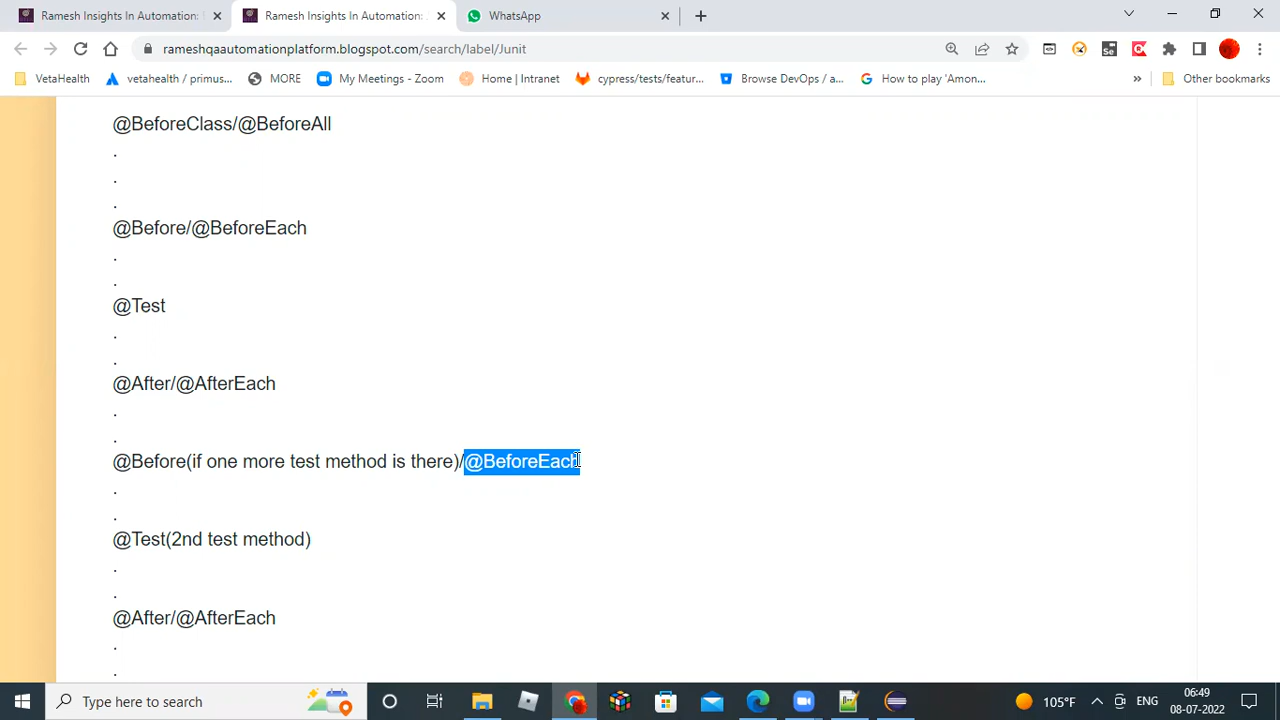 Ramesh Insights In Automation:
Ramesh Insights In Automation:
WhatsApp
rameshqaautomationplatform.blogspot.com/search/label/Junit
VetaHealth
vetahealth / primus...
MORE
My Meetings - Zoom
Home | Intranet
cypress/tests/featur...
Browse DevOps / a...
How to play 'Amon...
»
Other bookmarks
@BeforeClass/@BeforeAll
.
.
.
@Before/@BeforeEach
.
.
@Test
.
.
@After/@AfterEach
.
.
@Before(if one more test method is there)/@BeforeEach
.
.
@Test(2nd test method)
.
.
@After/@AfterEach
.
.
Type here to search
105°F
ENG
06:49
08-07-2022